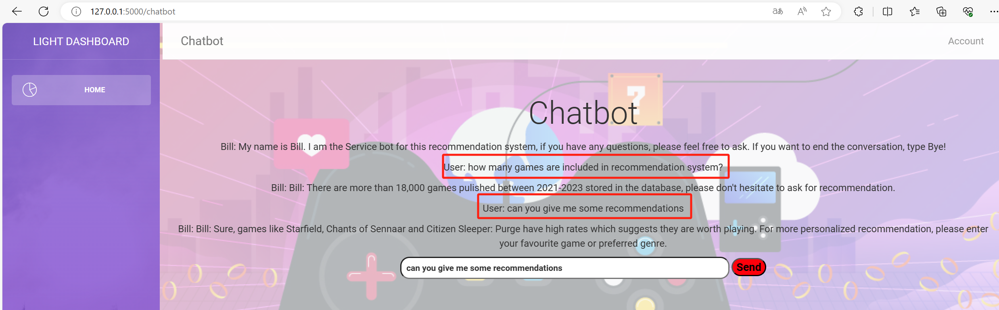 127.0.0.1:5000/chatbot
LIGHT DASHBOARD
Chatbot
Account
HOME
?
Chatbot
Bill: My name is Bill. I am the Service bot for this recommendation system, if you have any questions, please feel free to ask. If you want to end the conversation, type Bye!
User: how many games are included in recommendation system?
Bill: Bill: There are more than 18,000 games pulished between 2021-2023 stored in the database, please don't hesitate to ask for recommendation.
User: can you give me some recommendations
Bill: Bill: Sure, games like Starfield, Chants of Sennaar and Citizen Sleeper: Purge have high rates which suggests they are worth playing. For more personalized recommendation, please enter
your favourite game or preferred genre.
can you give me some recommendations
Send